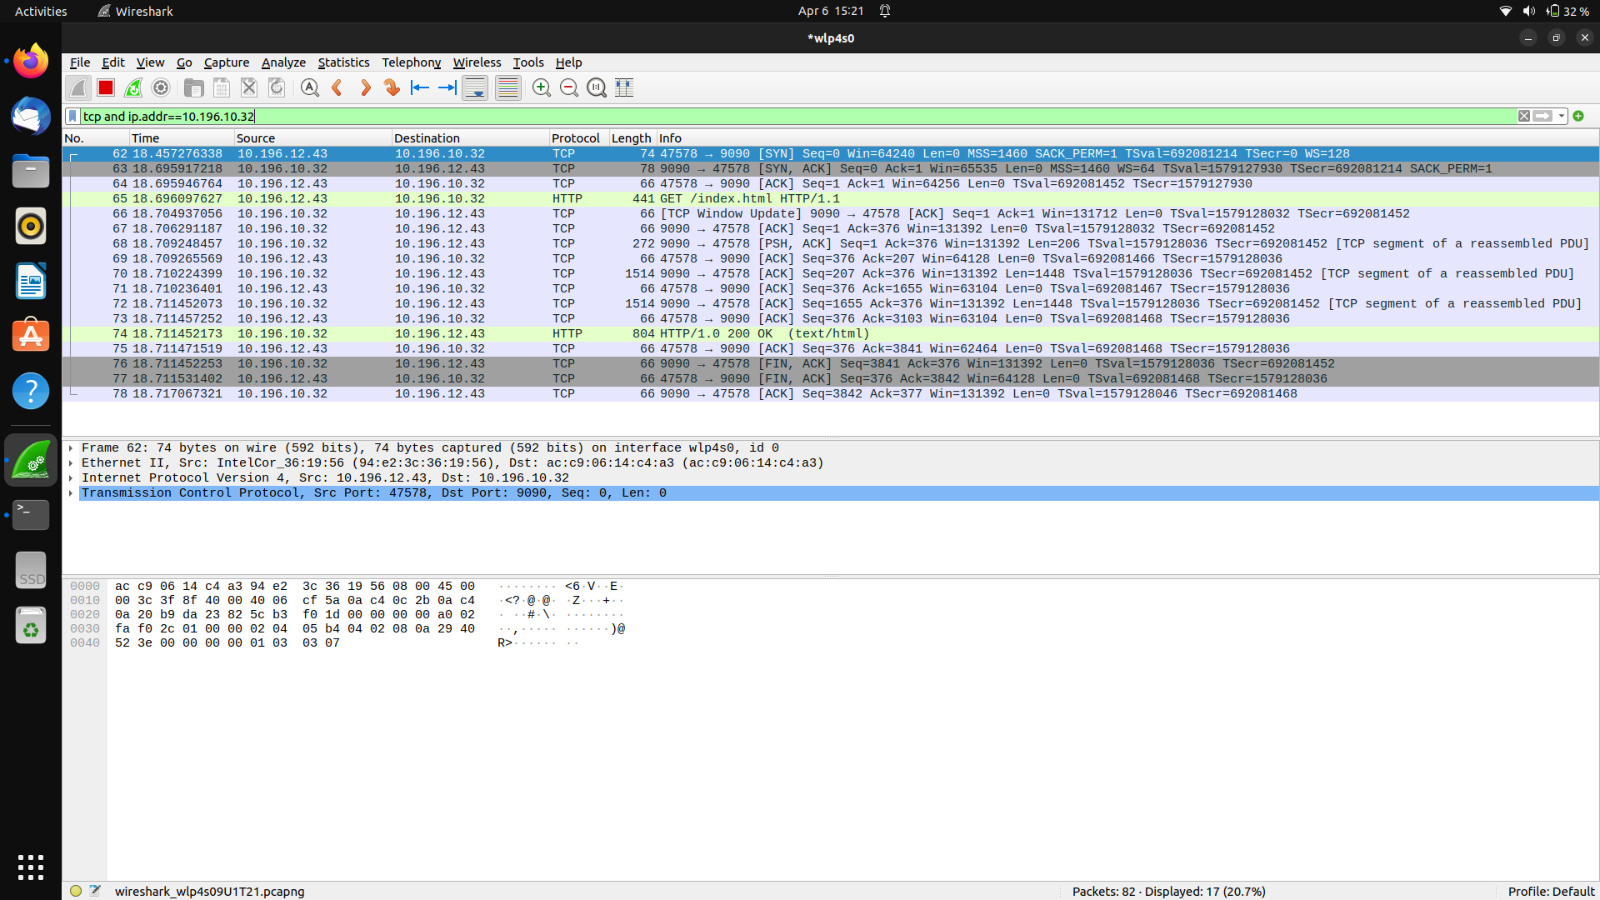 Activities Wireshark Apr 6 15:21 32 %
*wlp4s0
File Edit View Go Capture Analyze Statistics Telephony Wireless Tools Help
tcp and ip.addr==10.196.10.32
No. Time Source Destination Protocol Length Info
62 18.457276338 10.196.12.43 10.196.10.32 TCP 74 47578 → 9090 [SYN] Seq=0 Win=64240 Len=0 MSS=1460 SACK_PERM=1 TSval=692081214 TSecr=0 WS=128
63 18.695917218 10.196.10.32 10.196.12.43 TCP 78 9090 → 47578 [SYN, ACK] Seq=0 Ack=1 Win=65535 Len=0 MSS=1460 WS=64 TSval=1579127930 TSecr=692081214 SACK_PERM=1
64 18.695946764 10.196.12.43 10.196.10.32 TCP 66 47578 → 9090 [ACK] Seq=1 Ack=1 Win=64256 Len=0 TSval=692081452 TSecr=1579127930
65 18.696097627 10.196.12.43 10.196.10.32 HTTP 441 GET /index.html HTTP/1.1
66 18.704937056 10.196.10.32 10.196.12.43 TCP 66 [TCP Window Update] 9090 → 47578 [ACK] Seq=1 Ack=1 Win=131712 Len=0 TSval=1579128032 TSecr=692081452
67 18.706291187 10.196.10.32 10.196.12.43 TCP 66 9090 → 47578 [ACK] Seq=1 Ack=376 Win=131392 Len=0 TSval=1579128032 TSecr=692081452
68 18.709248457 10.196.10.32 10.196.12.43 TCP 272 9090 → 47578 [PSH, ACK] Seq=1 Ack=376 Win=131392 Len=206 TSval=1579128036 TSecr=692081452 [TCP segment of a reassembled PDU]
69 18.709265569 10.196.12.43 10.196.10.32 TCP 66 47578 → 9090 [ACK] Seq=376 Ack=207 Win=64128 Len=0 TSval=692081466 TSecr=1579128036
70 18.710224399 10.196.10.32 10.196.12.43 TCP 1514 9090 → 47578 [ACK] Seq=207 Ack=376 Win=131392 Len=1448 TSval=1579128036 TSecr=692081452 [TCP segment of a reassembled PDU]
71 18.710236401 10.196.12.43 10.196.10.32 TCP 66 47578 → 9090 [ACK] Seq=376 Ack=1655 Win=63104 Len=0 TSval=692081467 TSecr=1579128036
72 18.711452073 10.196.10.32 10.196.12.43 TCP 1514 9090 → 47578 [ACK] Seq=1655 Ack=376 Win=131392 Len=1448 TSval=1579128036 TSecr=692081452 [TCP segment of a reassembled PDU]
73 18.711457252 10.196.12.43 10.196.10.32 TCP 66 47578 → 9090 [ACK] Seq=376 Ack=3103 Win=63104 Len=0 TSval=692081468 TSecr=1579128036
74 18.711452173 10.196.10.32 10.196.12.43 HTTP 804 HTTP/1.0 200 OK (text/html)
75 18.711471519 10.196.12.43 10.196.10.32 TCP 66 47578 → 9090 [ACK] Seq=376 Ack=3841 Win=62464 Len=0 TSval=692081468 TSecr=1579128036
76 18.711452253 10.196.10.32 10.196.12.43 TCP 66 9090 → 47578 [FIN, ACK] Seq=3841 Ack=376 Win=131392 Len=0 TSval=1579128036 TSecr=692081452
77 18.711531402 10.196.12.43 10.196.10.32 TCP 66 47578 → 9090 [FIN, ACK] Seq=376 Ack=3842 Win=64128 Len=0 TSval=692081468 TSecr=1579128036
78 18.717067321 10.196.10.32 10.196.12.43 TCP 66 9090 → 47578 [ACK] Seq=3842 Ack=377 Win=131392 Len=0 TSval=1579128046 TSecr=692081468
Frame 62: 74 bytes on wire (592 bits), 74 bytes captured (592 bits) on interface wlp4s0, id 0
Ethernet II, Src: IntelCor_36:19:56 (94:e2:3c:36:19:56), Dst: ac:c9:06:14:c4:a3 (ac:c9:06:14:c4:a3)
Internet Protocol Version 4, Src: 10.196.12.43, Dst: 10.196.10.32
Transmission Control Protocol, Src Port: 47578, Dst Port: 9090, Seq: 0, Len: 0
SSD
0000 ac c9 06 14 c4 a3 94 e2 3c 36 19 56 08 00 45 00 ········ <6·V··E·
0010 00 3c 3f 8f 40 00 40 06 cf 5a 0a c4 0c 2b 0a c4 ·<?·@·@· ·Z···+··
0020 0a 20 b9 da 23 82 5c b3 f0 1d 00 00 00 00 a0 02 · ··#·\· ········
0030 fa f0 2c 01 00 00 02 04 05 b4 04 02 08 0a 29 40 ··,····· ······)@
0040 52 3e 00 00 00 00 01 03 03 07 R>······ ··
wireshark_wlp4s09U1T21.pcapng Packets: 82 · Displayed: 17 (20.7%) Profile: Default